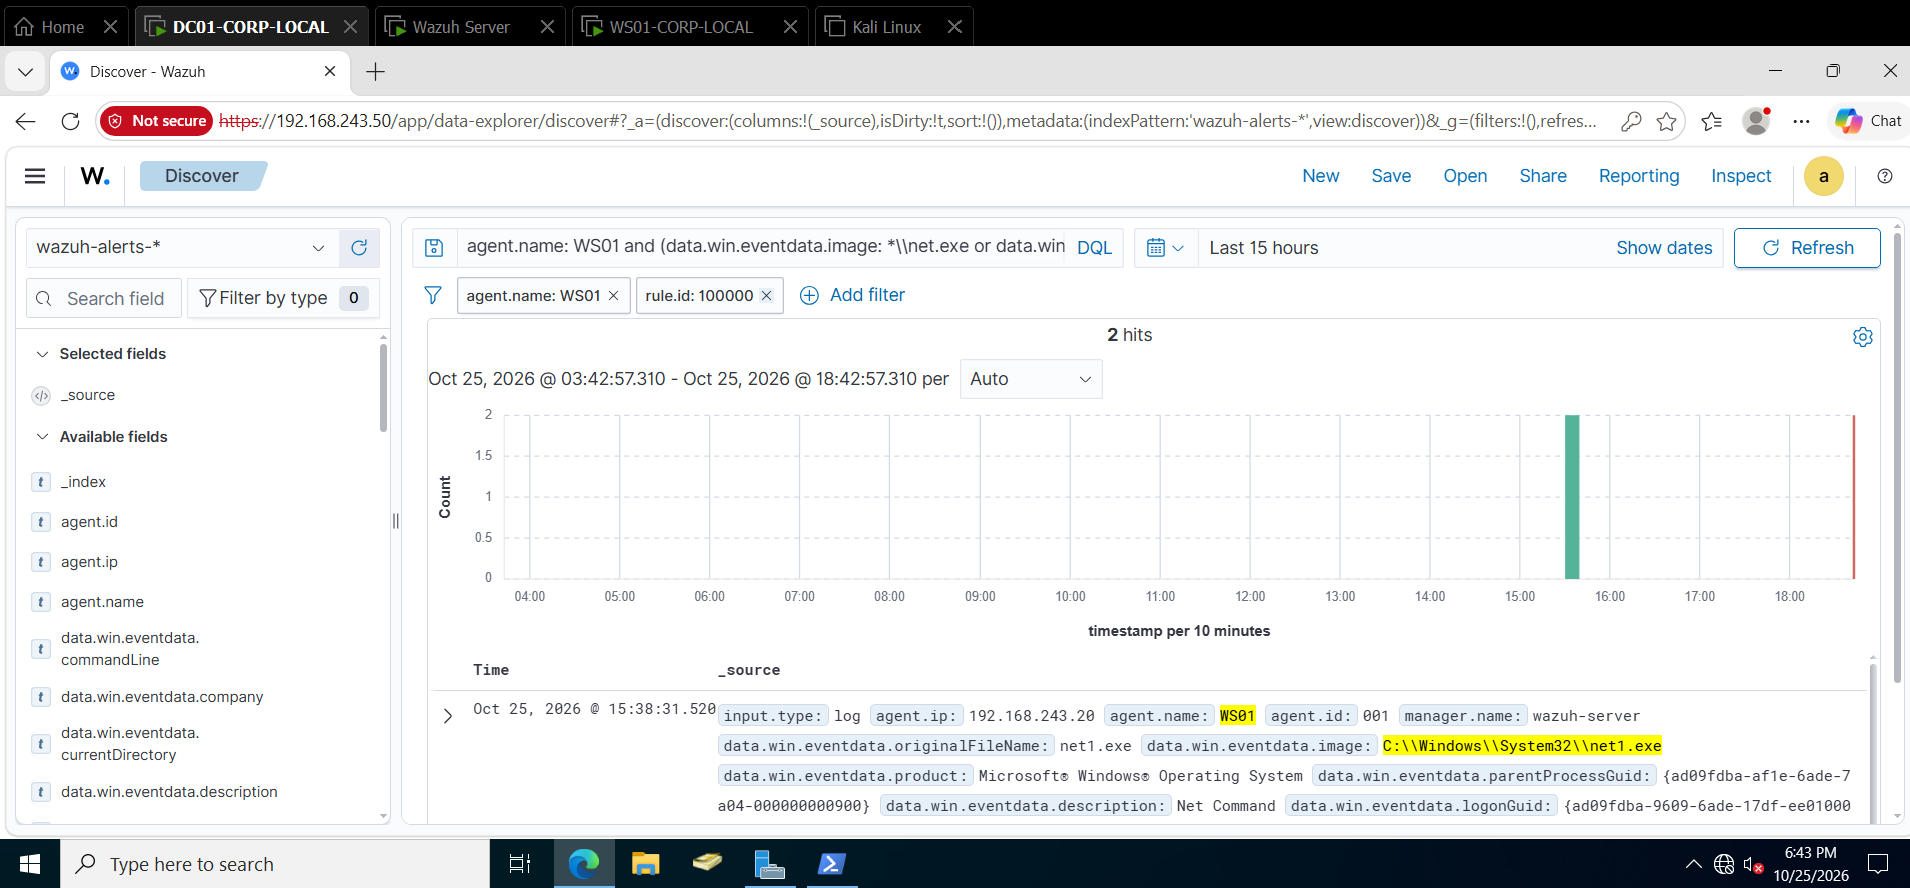 Home
DC01-CORP-LOCAL
Wazuh Server
WS01-CORP-LOCAL
Kali Linux
W.
Discover - Wazuh
Not secure
https://192.168.243.50/app/data-explorer/discover#?_a=(discover:(columns:!(_source),isDirty:!t,sort:!()),metadata:(indexPattern:'wazuh-alerts-*',view:discover))&_g=(filters:!(),refres...
Chat
W.
Discover
New
Save
Open
Share
Reporting
Inspect
a
wazuh-alerts-*
agent.name: WS01 and (data.win.eventdata.image: *\\net.exe or data.win
DQL
Last 15 hours
Show dates
Refresh
Search field
Filter by type 0
agent.name: WS01
rule.id: 100000
Add filter
Selected fields
_source
Available fields
t _index
t agent.id
t agent.ip
t agent.name
t data.win.eventdata.
commandLine
t data.win.eventdata.company
t data.win.eventdata.
currentDirectory
t data.win.eventdata.description
2 hits
Oct 25, 2026 @ 03:42:57.310 - Oct 25, 2026 @ 18:42:57.310 per
Auto
2
1.5
1
0.5
0
Count
04:00
05:00
06:00
07:00
08:00
09:00
10:00
11:00
12:00
13:00
14:00
15:00
16:00
17:00
18:00
timestamp per 10 minutes
Time
_source
Oct 25, 2026 @ 15:38:31.520
input.type: log agent.ip: 192.168.243.20 agent.name: WS01 agent.id: 001 manager.name: wazuh-server
data.win.eventdata.originalFileName: net1.exe data.win.eventdata.image: C:\\Windows\\System32\\net1.exe
data.win.eventdata.product: Microsoft® Windows® Operating System data.win.eventdata.parentProcessGuid: {ad09fdba-af1e-6ade-7
a04-000000000900} data.win.eventdata.description: Net Command data.win.eventdata.logonGuid: {ad09fdba-9609-6ade-17df-ee01000
Type here to search
6:43 PM
10/25/2026